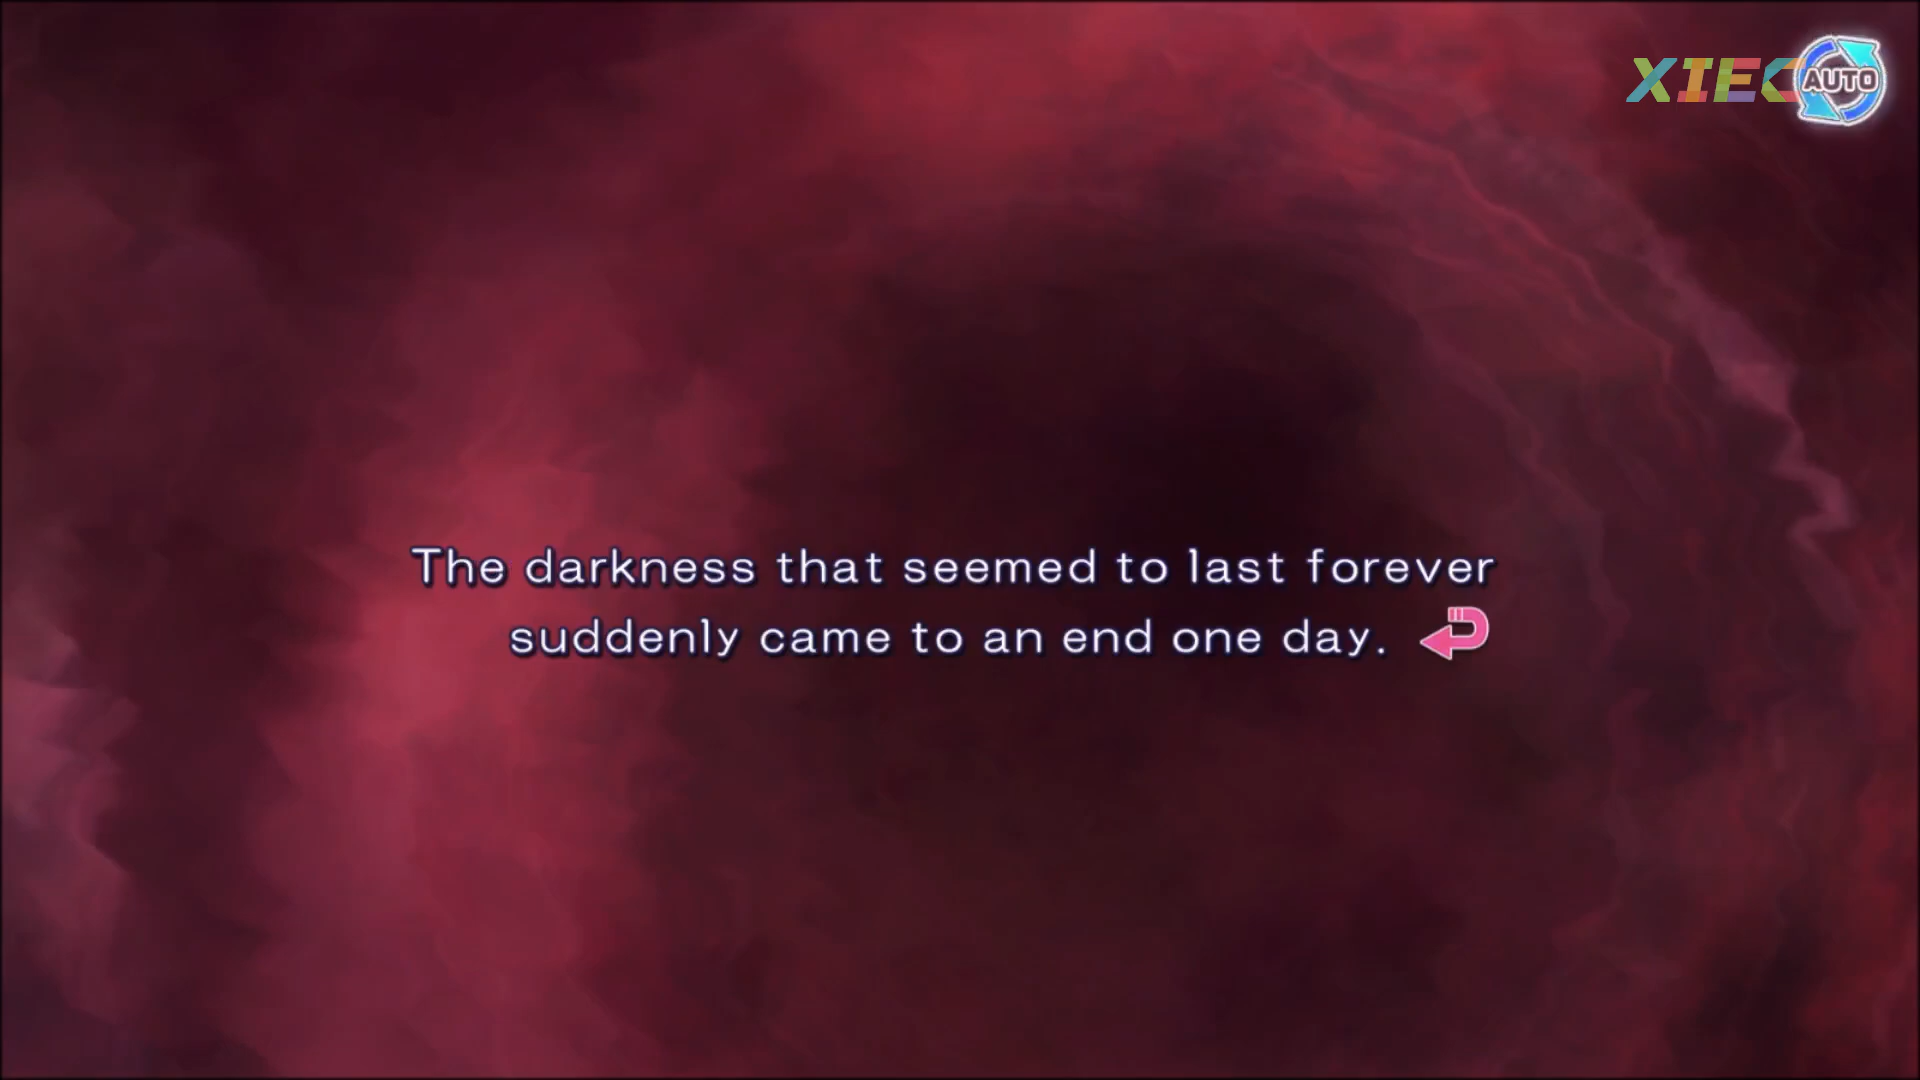 XIEC
AUTO
The darkness that seemed to last forever
suddenly came to an end one day.